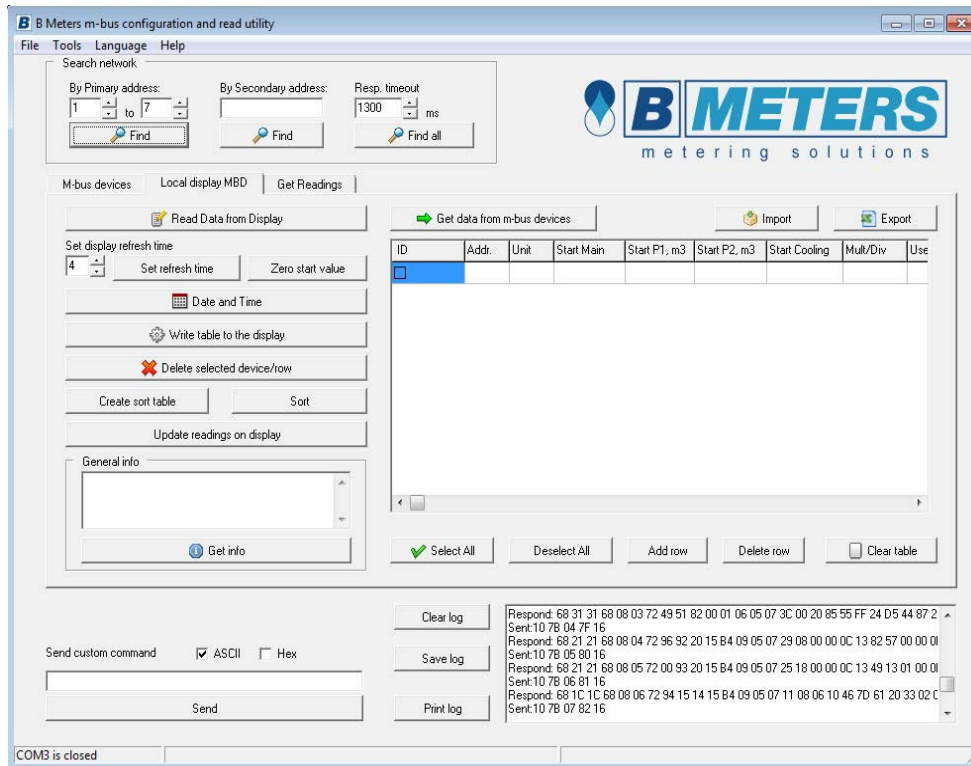 B B Meters m-bus configuration and read utility
File Tools Language Help
Search network
By Primary address: By Secondary address: Resp. timeout
1 to 7 1300 ms
Find Find Find all
B METERS
metering solutions
M-bus devices Local display MBD Get Readings
Read Data from Display Get data from m-bus devices Import Export
Set display refresh time
4 Set refresh time Zero start value
ID Addr. Unit Start Main Start P1, m3 Start P2, m3 Start Cooling Mult/Div Use
Date and Time
Write table to the display
Delete selected device/row
Create sort table Sort
Update readings on display
General info
Get info Select All Deselect All Add row Delete row Clear table
Clear log
Save log
Print log
Respond: 68 31 31 68 08 03 72 49 51 82 00 01 06 05 07 3C 00 20 85 55 FF 24 D5 44 87 2
Sent:10 7B 04 7F 16
Respond: 68 21 21 68 08 04 72 96 92 20 15 B4 09 05 07 29 08 00 00 0C 13 82 57 00 00
Sent:10 7B 05 80 16
Respond: 68 21 21 68 08 05 72 00 93 20 15 B4 09 05 07 25 18 00 00 0C 13 49 13 01 00
Sent:10 7B 06 81 16
Respond: 68 1C 1C 68 08 06 72 94 15 14 15 B4 09 05 07 11 08 06 10 46 7D 61 20 33 02
Sent:10 7B 07 82 16
Send custom command ASCII Hex
Send
COM3 is closed